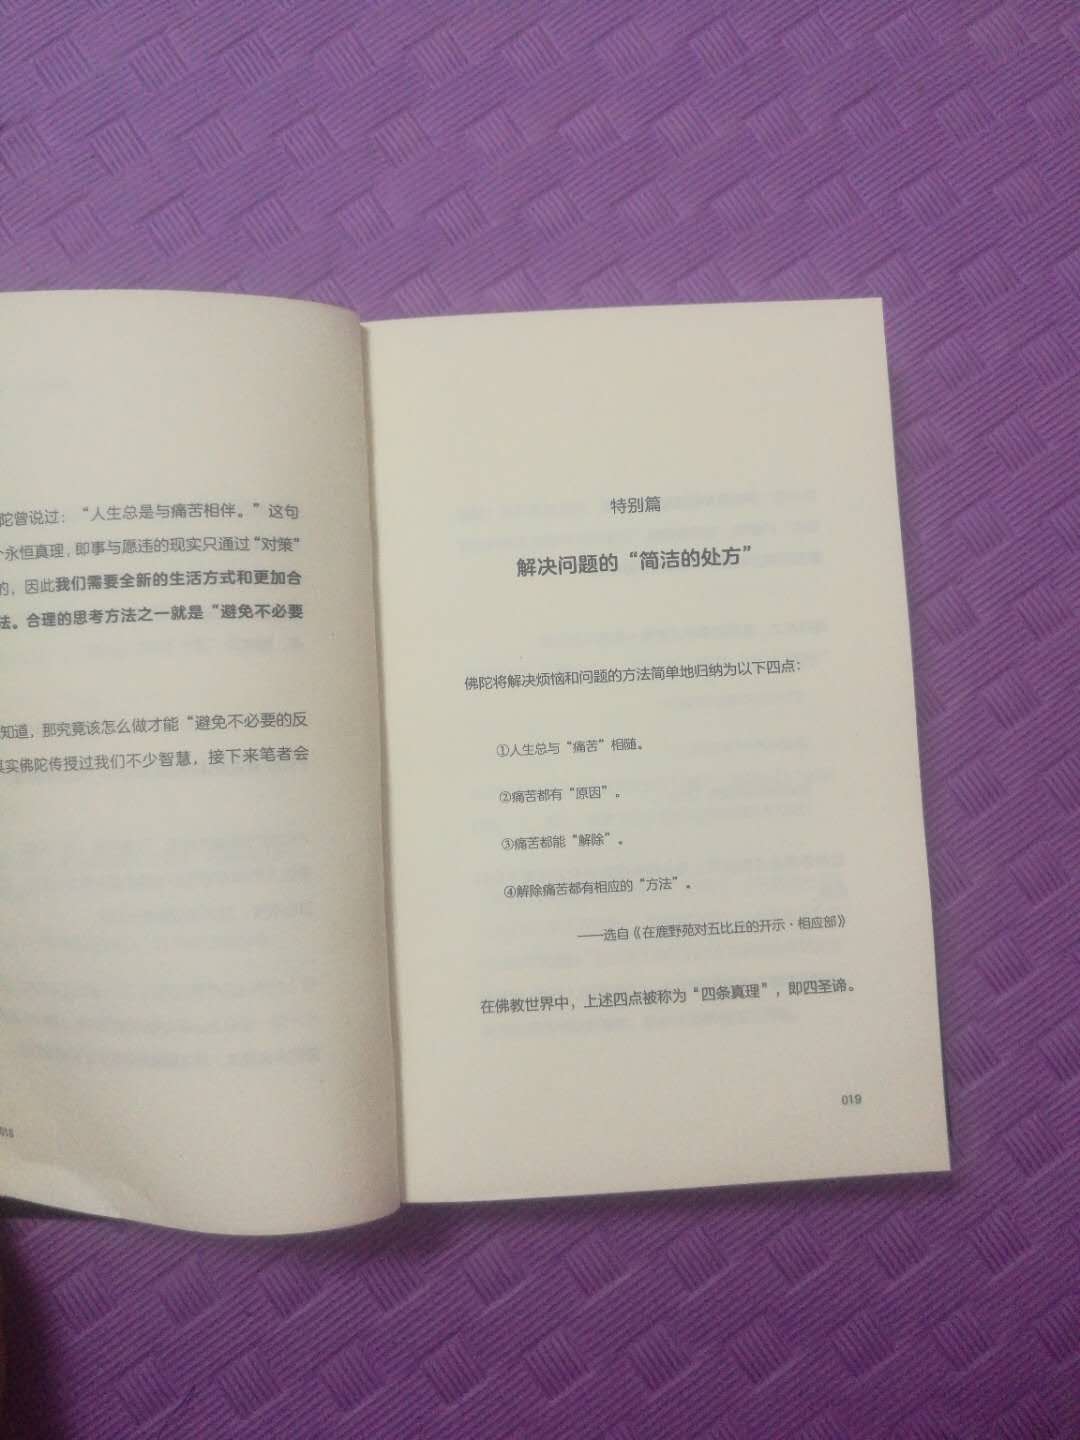 陀曾说过：“人生总是与痛苦相伴。”这句
个永恒真理，即事与愿违的现实只通过“对策”
的，因此我们需要全新的生活方式和更加合
法。合理的思考方法之一就是“避免不必要
知道，那究竟该怎么做才能“避免不必要的反
其实佛陀传授过我们不少智慧，接下来笔者会
018
特别篇
解决问题的“简洁的处方”
佛陀将解决烦恼和问题的方法简单地归纳为以下四点：
①人生总与“痛苦”相随。
②痛苦都有“原因”。
③痛苦都能“解除”。
④解除痛苦都有相应的“方法”。
——选自《在鹿野苑对五比丘的开示·相应部》
在佛教世界中，上述四点被称为“四条真理”，即四圣谛。
019